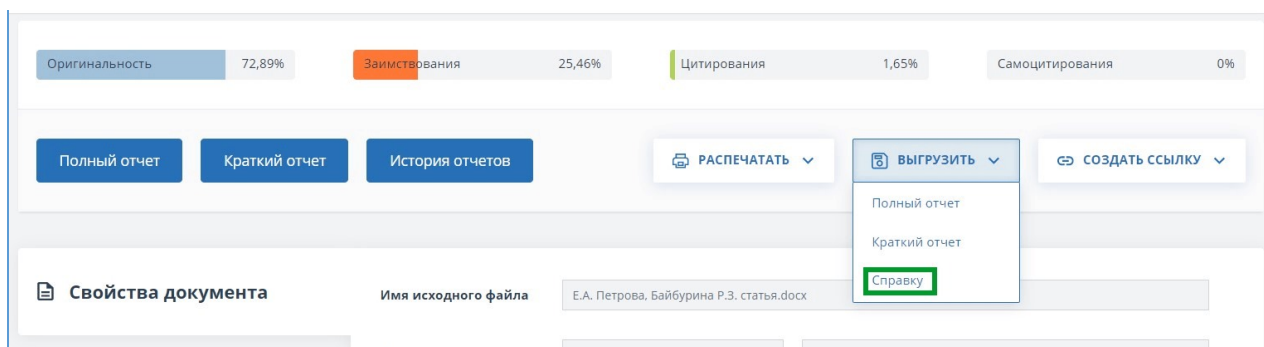 Оригинальность 72,89% Заимствования 25,46% Цитирования 1,65% Самоцитирования 0%
Полный отчет Краткий отчет История отчетов РАСПЕЧАТАТЬ ВЫГРУЗИТЬ СОЗДАТЬ ССЫЛКУ
Полный отчет
Краткий отчет
Справку
Свойства документа Имя исходного файла Е.А. Петрова, Байбурина Р.З. статья.docx